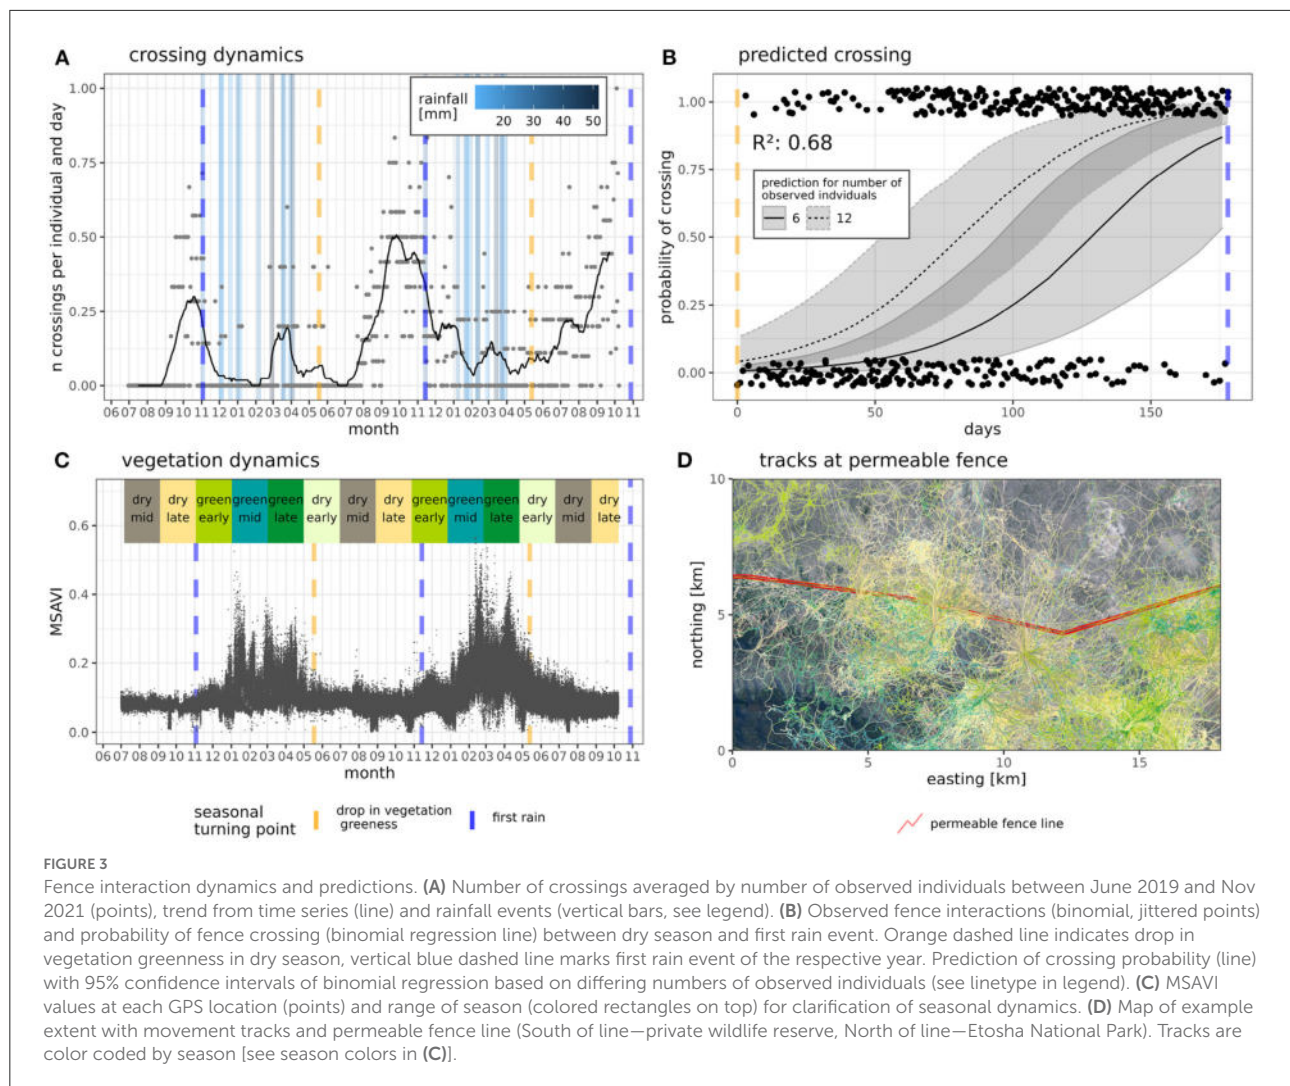 A crossing dynamics
n crossings per individual and day
1.00
0.75
0.50
0.25
0.00
rainfall
[mm]
20 30 40 50
06 07 08 09 10 11 12 01 02 03 04 05 06 07 08 09 10 11 12 01 02 03 04 05 06 07 08 09 10 11
month
B predicted crossing
probability of crossing
1.00
0.75
0.50
0.25
0.00
R²: 0.68
prediction for number of
observed indviduals
6 12
0 50 100 150
days
C vegetation dynamics
MSAVI
0.6
0.4
0.2
0.0
dry mid
dry late
green early
green mid
green late
dry early
dry mid
dry late
green early
green mid
green late
dry early
dry mid
dry late
06 07 08 09 10 11 12 01 02 03 04 05 06 07 08 09 10 11 12 01 02 03 04 05 06 07 08 09 10 11
month
seasonal
turning point
drop in vegetation
greeness
first rain
D tracks at permeable fence
northing [km]
10
5
0
0 5 10 15
easting [km]
permeable fence line
FIGURE 3
Fence interaction dynamics and predictions. (A) Number of crossings averaged by number of observed individuals between June 2019 and Nov
2021 (points), trend from time series (line) and rainfall events (vertical bars, see legend). (B) Observed fence interactions (binomial, jittered points)
and probability of fence crossing (binomial regression line) between dry season and first rain event. Orange dashed line indicates drop in
vegetation greenness in dry season, vertical blue dashed line marks first rain event of the respective year. Prediction of crossing probability (line)
with 95% confidence intervals of binomial regression based on differing numbers of observed individuals (see linetype in legend). (C) MSAVI
values at each GPS location (points) and range of season (colored rectangles on top) for clarification of seasonal dynamics. (D) Map of example
extent with movement tracks and permeable fence line (South of line—private wildlife reserve, North of line—Etosha National Park). Tracks are
color coded by season [see season colors in (C)].